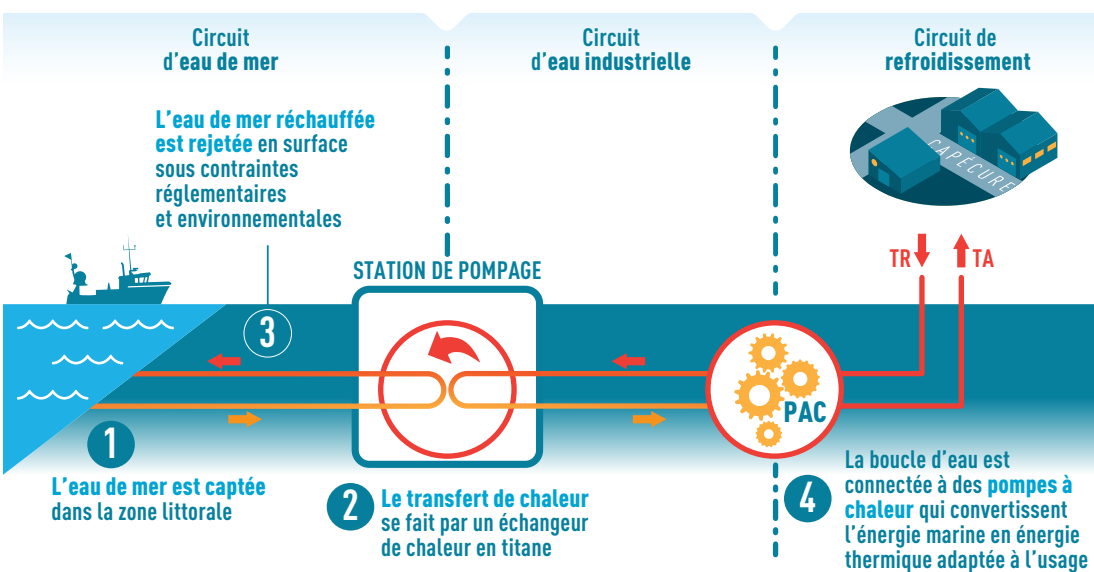 Circuit
d'eau de mer
Circuit
d'eau industrielle
Circuit de
refroidissement
L'eau de mer réchauffée
est rejetée en surface
sous contraintes
réglementaires
et environnementales
CAPÉCURE
STATION DE POMPAGE
TR
TA
3
PAC
1
L'eau de mer est captée
dans la zone littorale
2
Le transfert de chaleur
se fait par un échangeur
de chaleur en titane
4
La boucle d'eau est
connectée à des pompes à
chaleur qui convertissent
l'énergie marine en énergie
thermique adaptée à l'usage